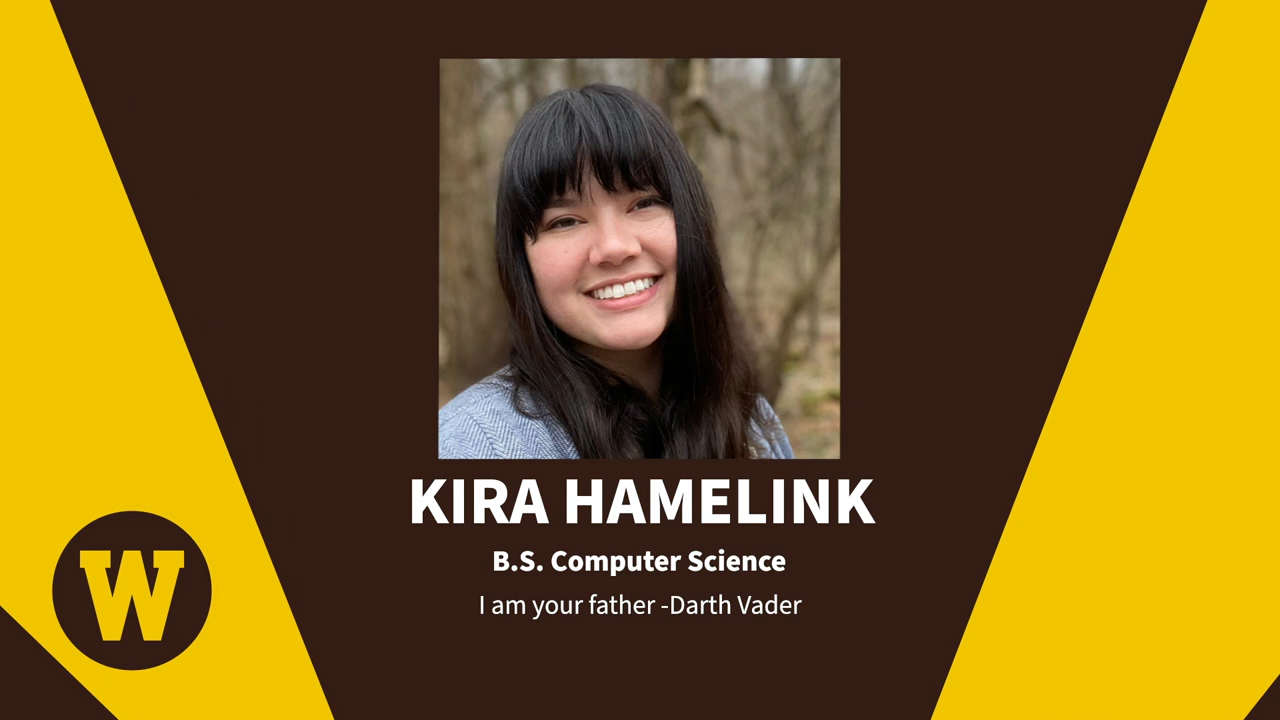 KIRA HAMELINK
B.S. Computer Science
I am your father -Darth Vader
W